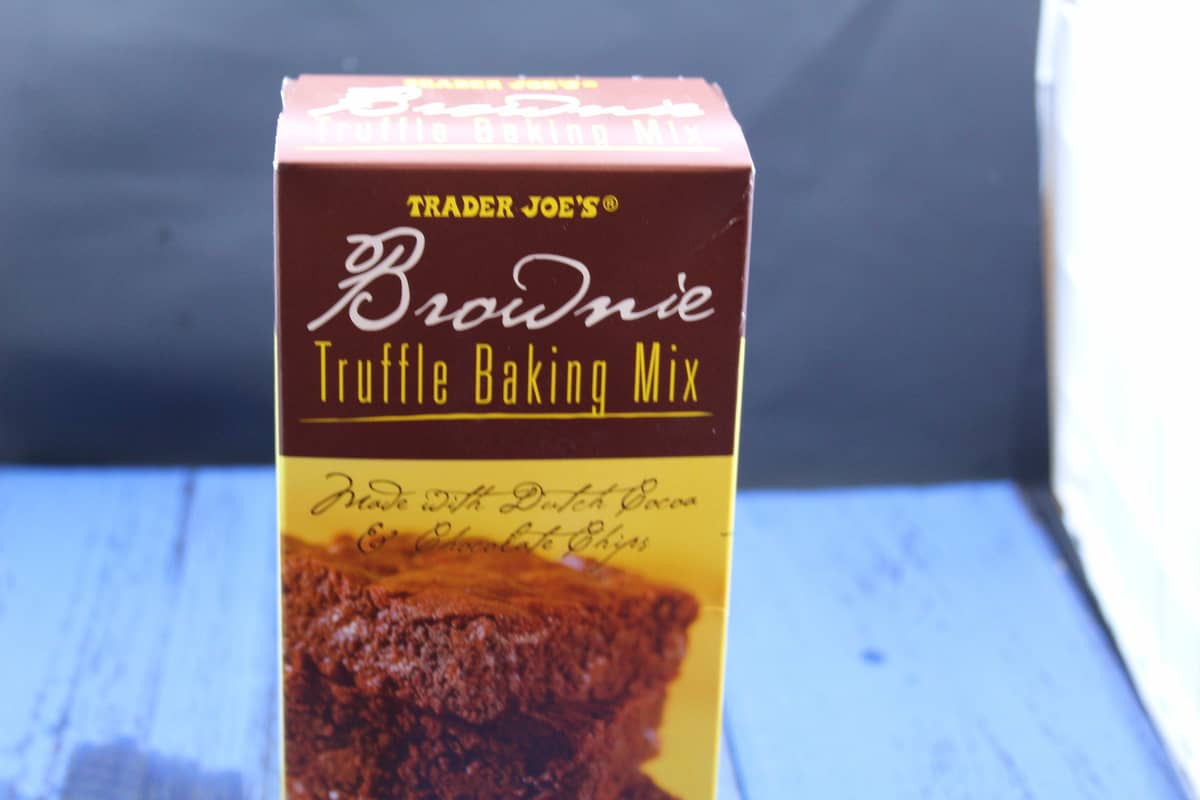 TRADER JOE'S®
Brownie
Truffle Baking Mix
TRADER JOE'S®
Brownie
Truffle Baking Mix
Made with Dutch Cocoa
& Chocolate Chips